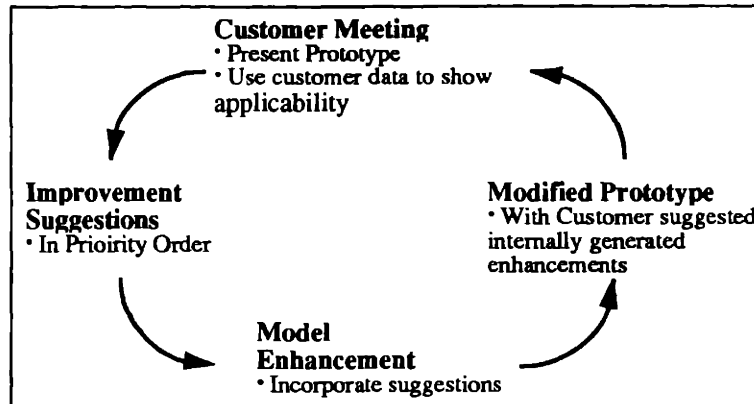 Customer Meeting
· Present Prototype
· Use customer data to show
applicability
Improvement
Suggestions
· In Prioirity Order
Modified Prototype
· With Customer suggested
internally generated
enhancements
Model
Enhancement
· Incorporate suggestions